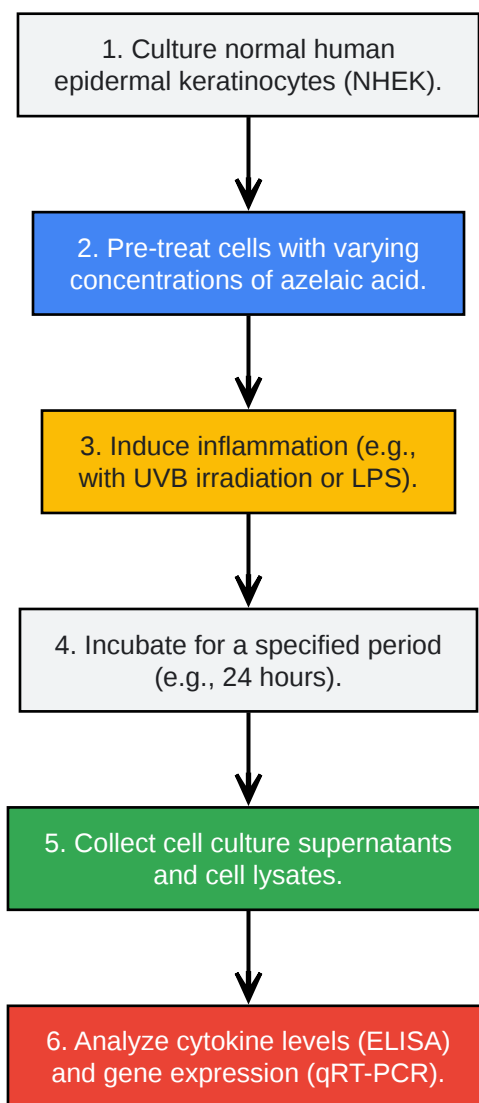 1. Culture normal human
epidermal keratinocytes (NHEK).
2. Pre-treat cells with varying
concentrations of azelaic acid.
3. Induce inflammation (e.g.,
with UVB irradiation or LPS).
4. Incubate for a specified period
(e.g., 24 hours).
5. Collect cell culture supernatants
and cell lysates.
6. Analyze cytokine levels (ELISA)
and gene expression (qRT-PCR).